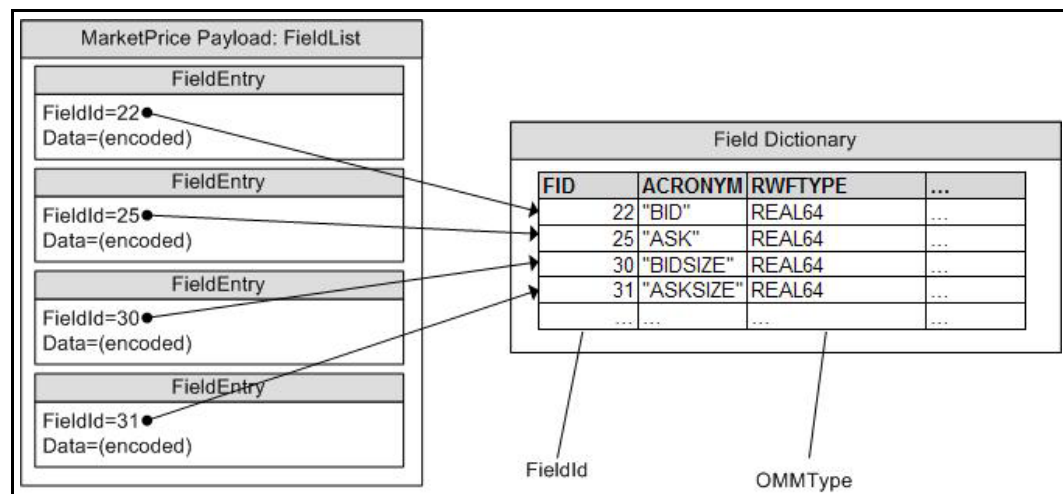 MarketPrice Payload: FieldList
FieldEntry
FieldId=22
Data=(encoded)
FieldEntry
FieldId=25
Data=(encoded)
FieldEntry
FieldId=30
Data=(encoded)
FieldEntry
FieldId=31
Data=(encoded)
Field Dictionary
FID ACRONYM RWFTYPE ...
22 "BID" REAL64 ...
25 "ASK" REAL64 ...
30 "BIDSIZE" REAL64 ...
31 "ASKSIZE" REAL64 ...
... ... ... ...
FieldId
OMMType